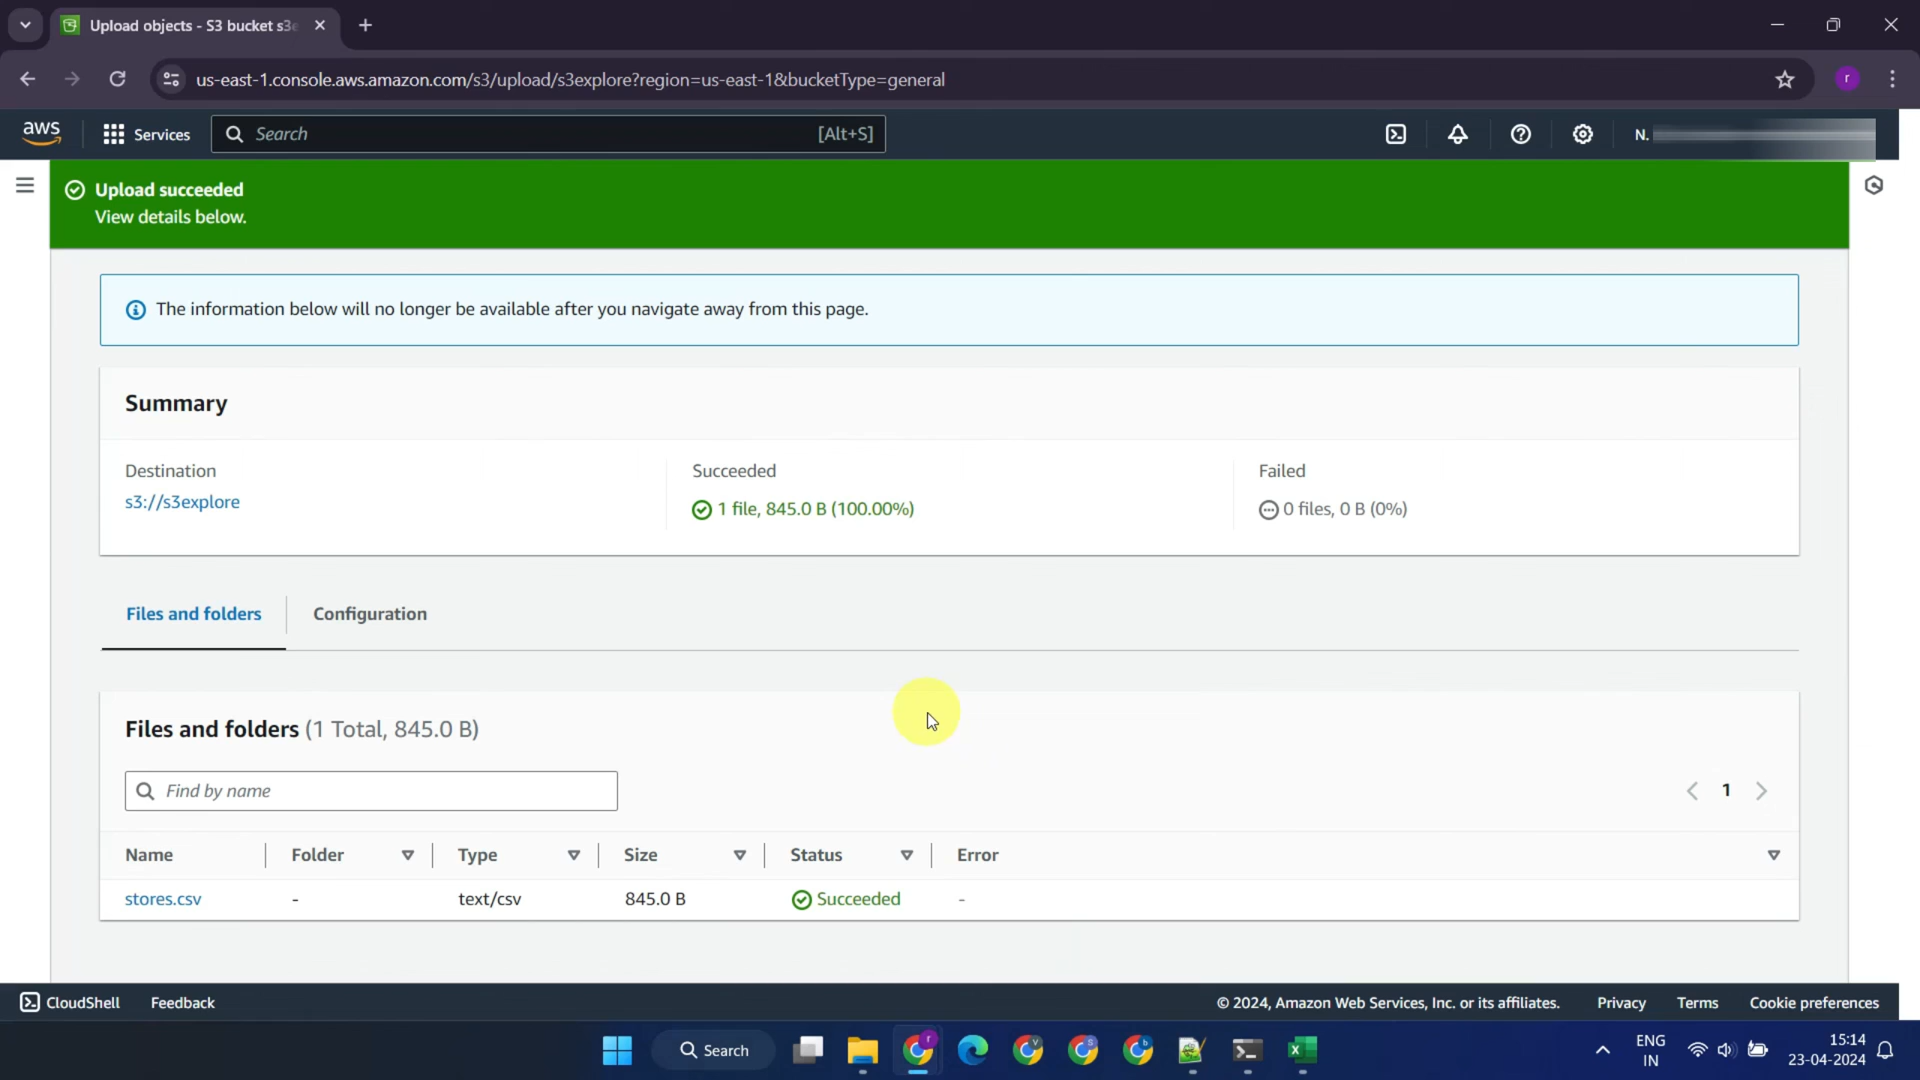 Upload objects - S3 bucket s3e
us-east-1.console.aws.amazon.com/s3/upload/s3explore?region=us-east-1&bucketType=general
r
aws
Services
Search
[Alt+S]
N.
Upload succeeded
View details below.
The information below will no longer be available after you navigate away from this page.
Summary
Destination
Succeeded
Failed
s3://s3explore
1 file, 845.0 B (100.00%)
0 files, 0 B (0%)
Files and folders
Configuration
Files and folders (1 Total, 845.0 B)
Find by name
1
Name
Folder
Type
Size
Status
Error
stores.csv
-
text/csv
845.0 B
Succeeded
-
CloudShell
Feedback
© 2024, Amazon Web Services, Inc. or its affiliates.
Privacy
Terms
Cookie preferences
Search
ENG
IN
15:14
23-04-2024